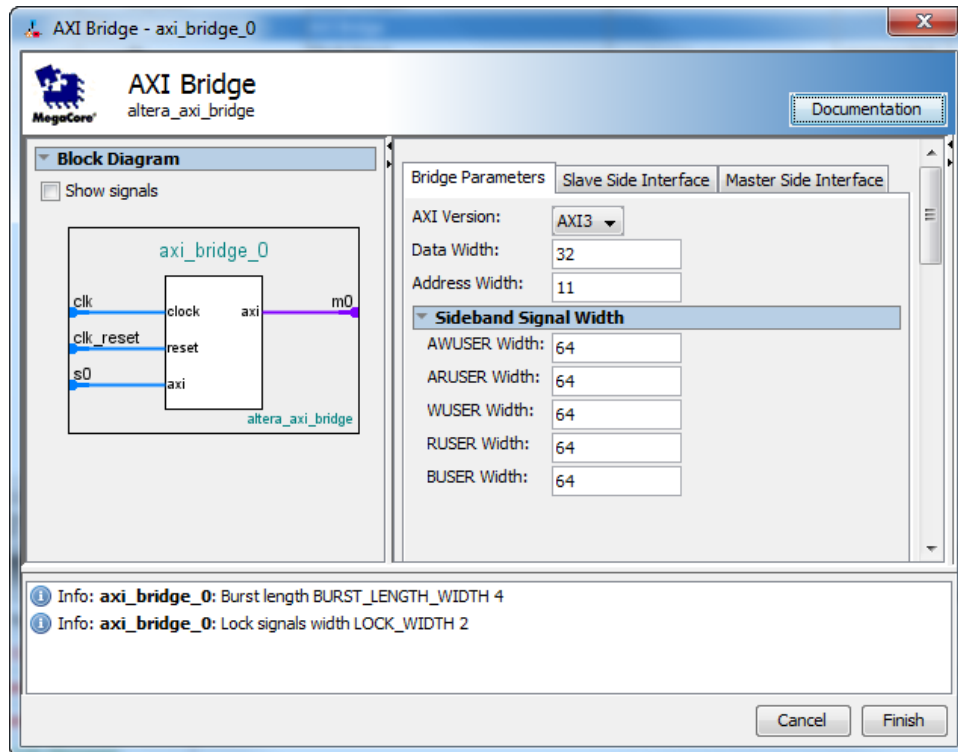 AXI Bridge - axi_bridge_0
MegaCore®
AXI Bridge
altera_axi_bridge
Documentation
Block Diagram
Show signals
axi_bridge_0
clk
clock
axi
m0
clk_reset
reset
s0
axi
altera_axi_bridge
Bridge Parameters Slave Side Interface Master Side Interface
AXI Version: AXI3
Data Width: 32
Address Width: 11
Sideband Signal Width
AWUSER Width: 64
ARUSER Width: 64
WUSER Width: 64
RUSER Width: 64
BUSER Width: 64
Info: axi_bridge_0: Burst length BURST_LENGTH_WIDTH 4
Info: axi_bridge_0: Lock signals width LOCK_WIDTH 2
Cancel Finish